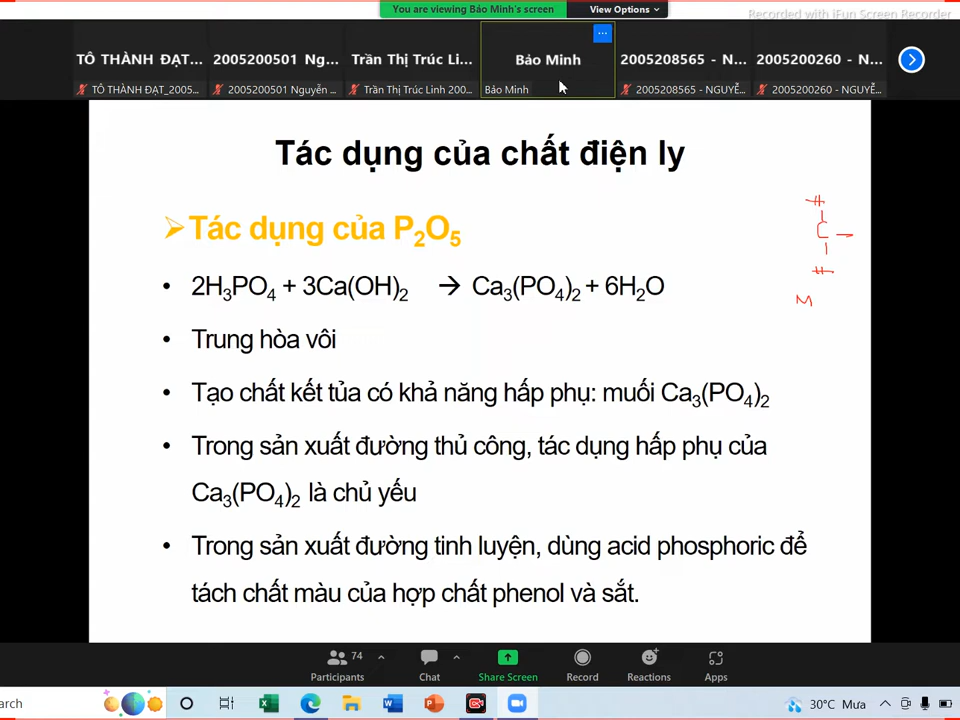 You are viewing Bảo Minh's screen
View Options
Recorded with iFun Screen Recorder
TÔ THÀNH ĐẠT...
2005200501 Ng...
Trần Thị Trúc Li...
Bảo Minh
2005208565 - N...
2005200260 - N...
TÔ THÀNH ĐẠT_2005...
2005200501 Nguyễn ...
Trần Thị Trúc Linh 200...
Bảo Minh
2005208565 - NGUYỄ...
2005200260 - NGUYỄ...
Tác dụng của chất điện ly
➢ Tác dụng của P₂O₅
• 2H₃PO₄ + 3Ca(OH)₂ → Ca₃(PO₄)₂ + 6H₂O
• Trung hòa vôi
• Tạo chất kết tủa có khả năng hấp phụ: muối Ca₃(PO₄)₂
• Trong sản xuất đường thủ công, tác dụng hấp phụ của
Ca₃(PO₄)₂ là chủ yếu
• Trong sản xuất đường tinh luyện, dùng acid phosphoric để
tách chất màu của hợp chất phenol và sắt.
74
Participants
Chat
Share Screen
Record
Reactions
Apps
arch
30°C Mưa